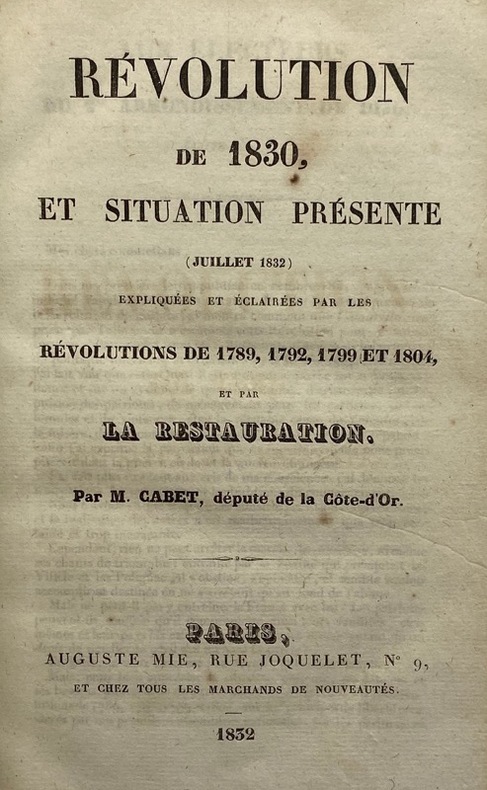 RÉVOLUTION
DE 1830,
ET SITUATION PRÉSENTE
(JUILLET 1832)
EXPLIQUÉES ET ÉCLAIRÉES PAR LES
RÉVOLUTIONS DE 1789, 1792, 1799 ET 1804,
ET PAR
LA RESTAURATION.
Par M. CABET, député de la Côte-d'Or.
PARIS,
AUGUSTE MIE, RUE JOQUELET, N° 9,
ET CHEZ TOUS LES MARCHANDS DE NOUVEAUTÉS.
1832